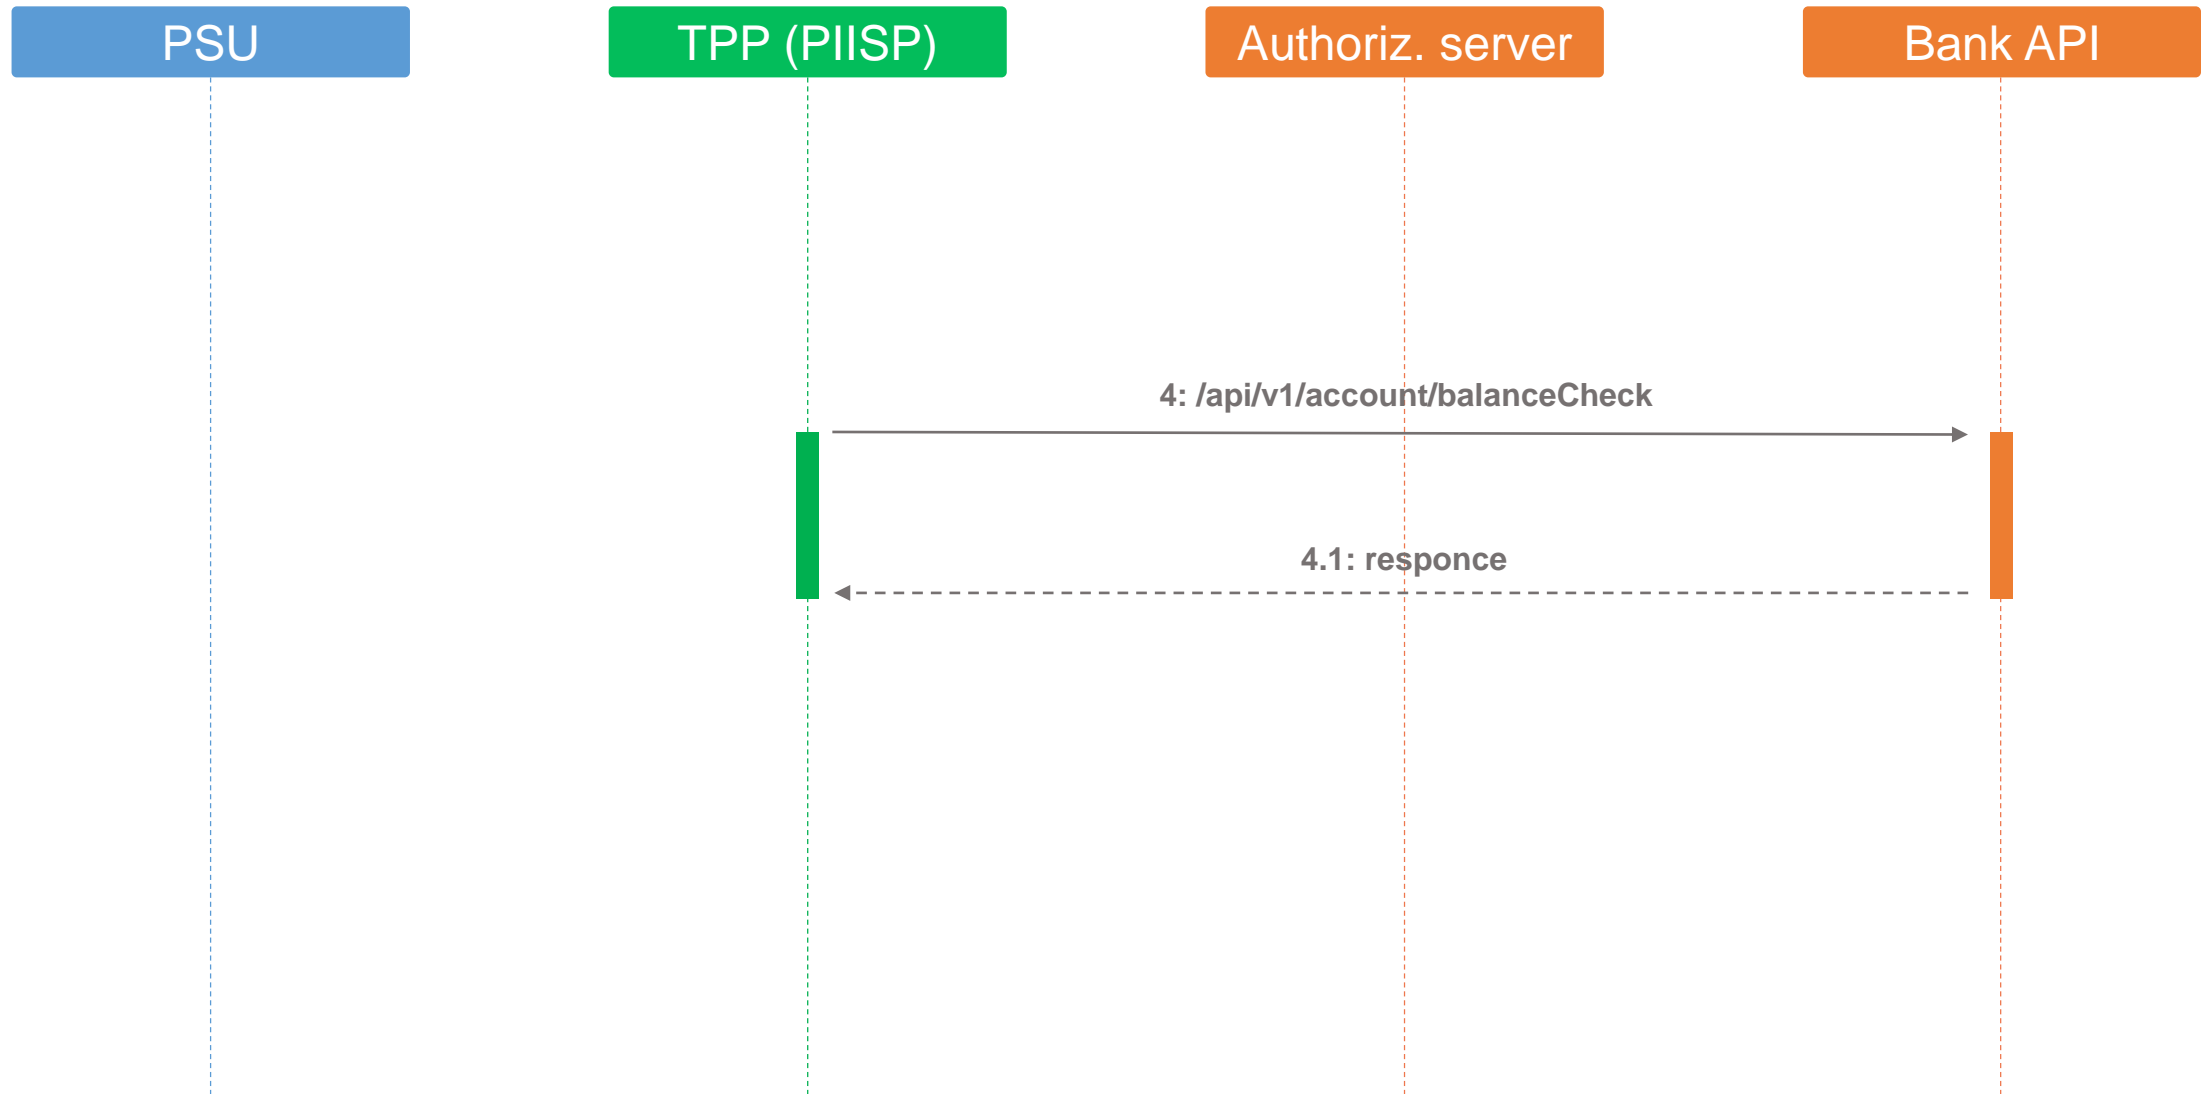 PSU
TPP (PIISP)
Authoriz. server
Bank API
4: /api/v1/account/balanceCheck
4.1: responce